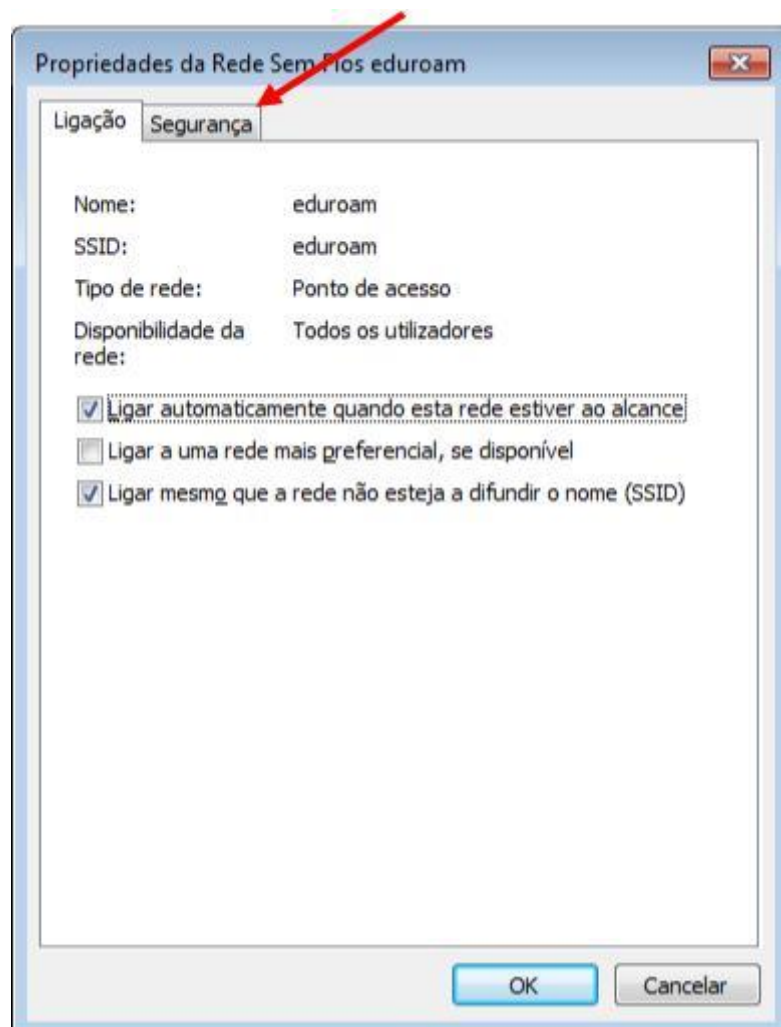 Propriedades da Rede Sem Fios eduroam
Ligação Segurança
Nome: eduroam
SSID: eduroam
Tipo de rede: Ponto de acesso
Disponibilidade da Todos os utilizadores
rede:
Ligar automaticamente quando esta rede estiver ao alcance
Ligar a uma rede mais preferencial, se disponível
Ligar mesmo que a rede não esteja a difundir o nome (SSID)
OK Cancelar